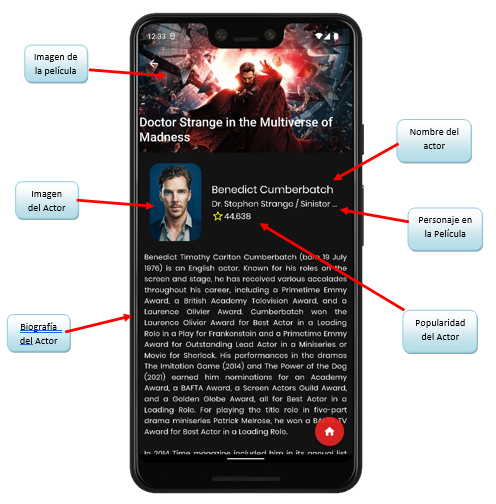 12:33
Imagen de
la película
Doctor Strange in the Multiverse of
Madness
Nombre del
actor
Imagen
del Actor
Benedict Cumberbatch
Dr. Stephen Strange / Sinister ...
44.638
Personaje en
la Película
Popularidad
del Actor
Biografía
del Actor
Benedict Timothy Carlton Cumberbatch (born 19 July
1976) is an English actor. Known for his roles on the
screen and stage, he has received various accolades
throughout his career, including a Primetime Emmy
Award, a British Academy Television Award, and a
Laurence Olivier Award. Cumberbatch won the
Laurence Olivier Award for Best Actor in a Leading
Role in a Play for Frankenstein and a Primetime Emmy
Award for Outstanding Lead Actor in a Miniseries or
Movie for Sherlock. His performances in the dramas
The Imitation Game (2014) and The Power of the Dog
(2021) earned him nominations for an Academy
Award, a BAFTA Award, a Screen Actors Guild Award,
and a Golden Globe Award, all for Best Actor in a
Leading Role. For playing the title role in five-part
drama miniseries Patrick Melrose, he won a BAFTA TV
Award for Best Actor in a Leading Role.
In 2014 Time magazine included him in its annual list